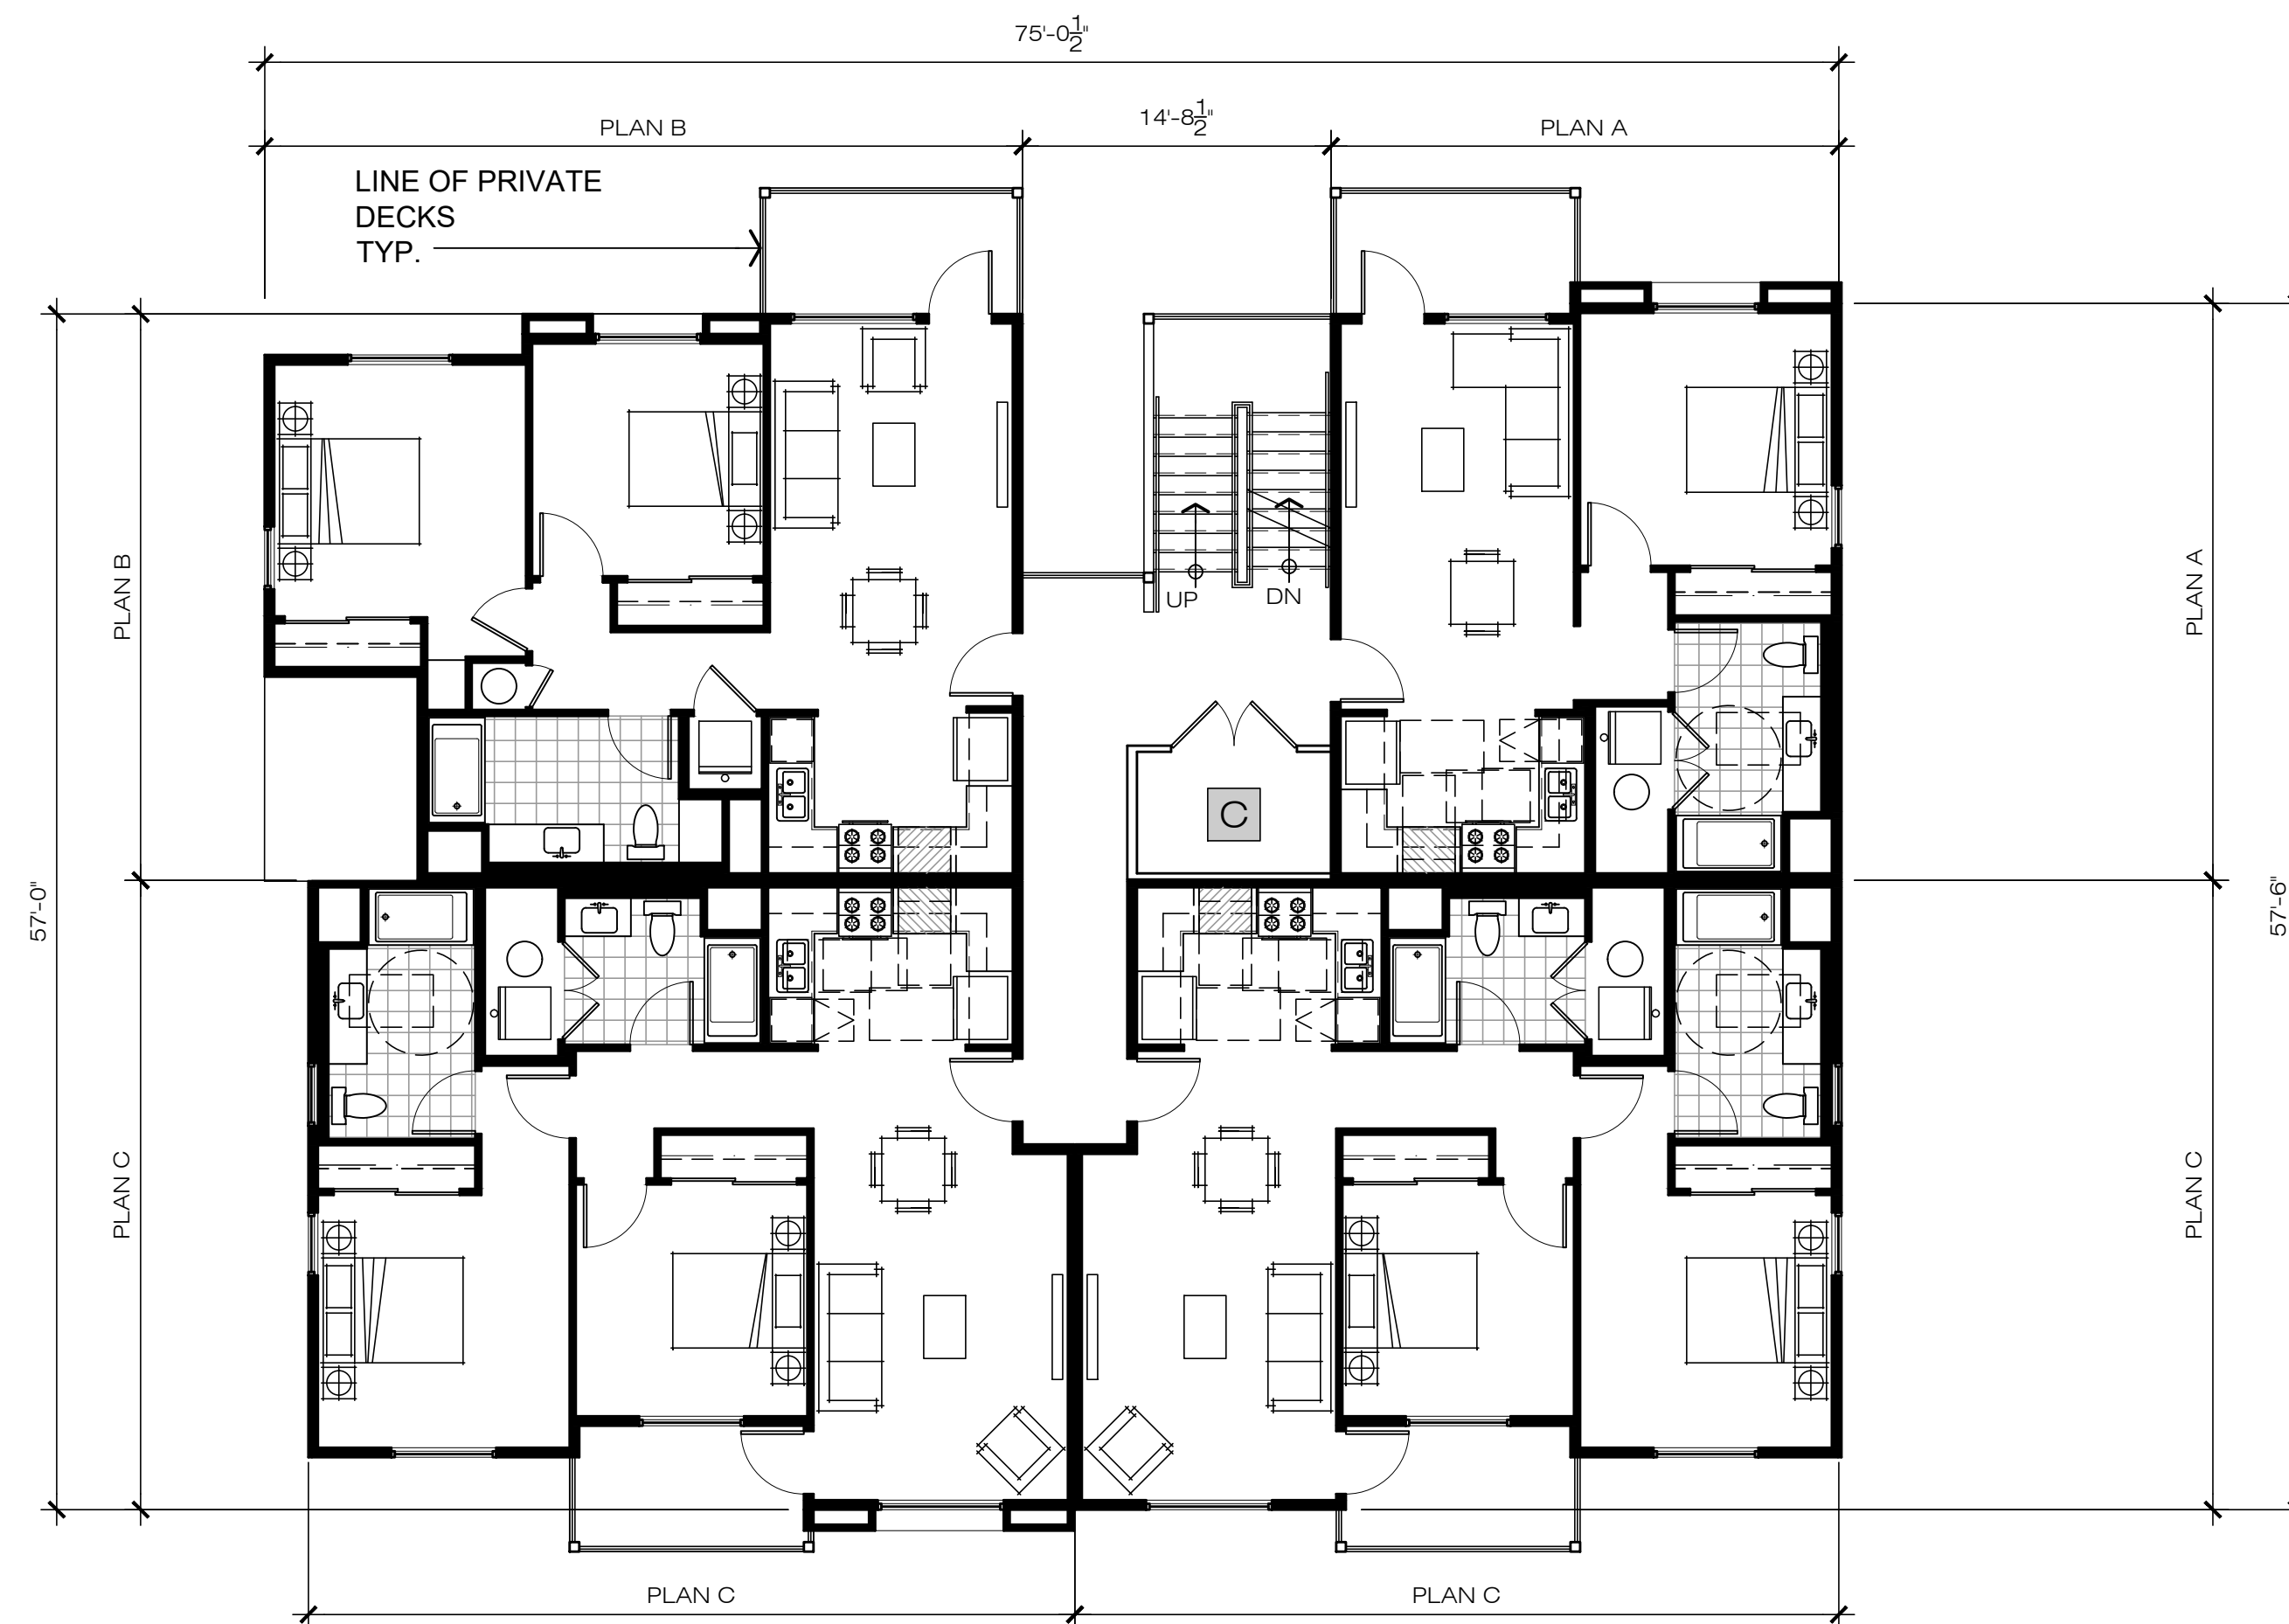 75'-0 1/2"
PLAN B
14'-8 1/2"
PLAN A
LINE OF PRIVATE
DECKS
TYP.
PLAN B
PLAN A
UP
DN
C
57'-0"
57'-6"
PLAN C
PLAN C
PLAN C
PLAN C